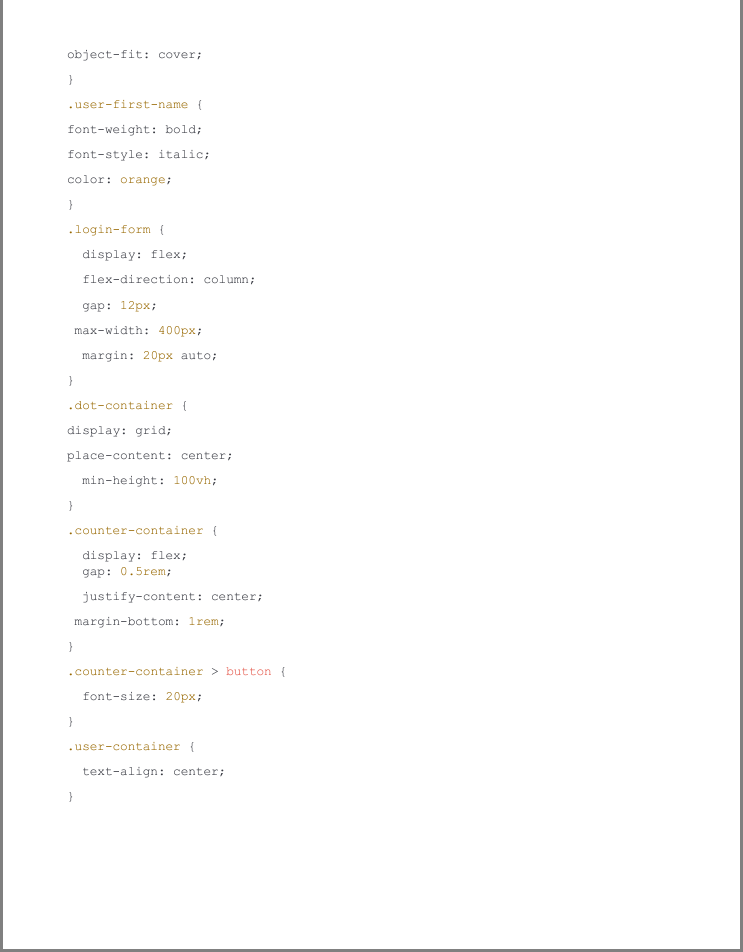 object-fit: cover;
}
.user-first-name {
font-weight: bold;
font-style: italic;
color: orange;
}
.login-form {
  display: flex;
  flex-direction: column;
  gap: 12px;
 max-width: 400px;
  margin: 20px auto;
}
.dot-container {
display: grid;
place-content: center;
  min-height: 100vh;
}
.counter-container {
  display: flex;
  gap: 0.5rem;
  justify-content: center;
 margin-bottom: 1rem;
}
.counter-container > button {
  font-size: 20px;
}
.user-container {
  text-align: center;
}